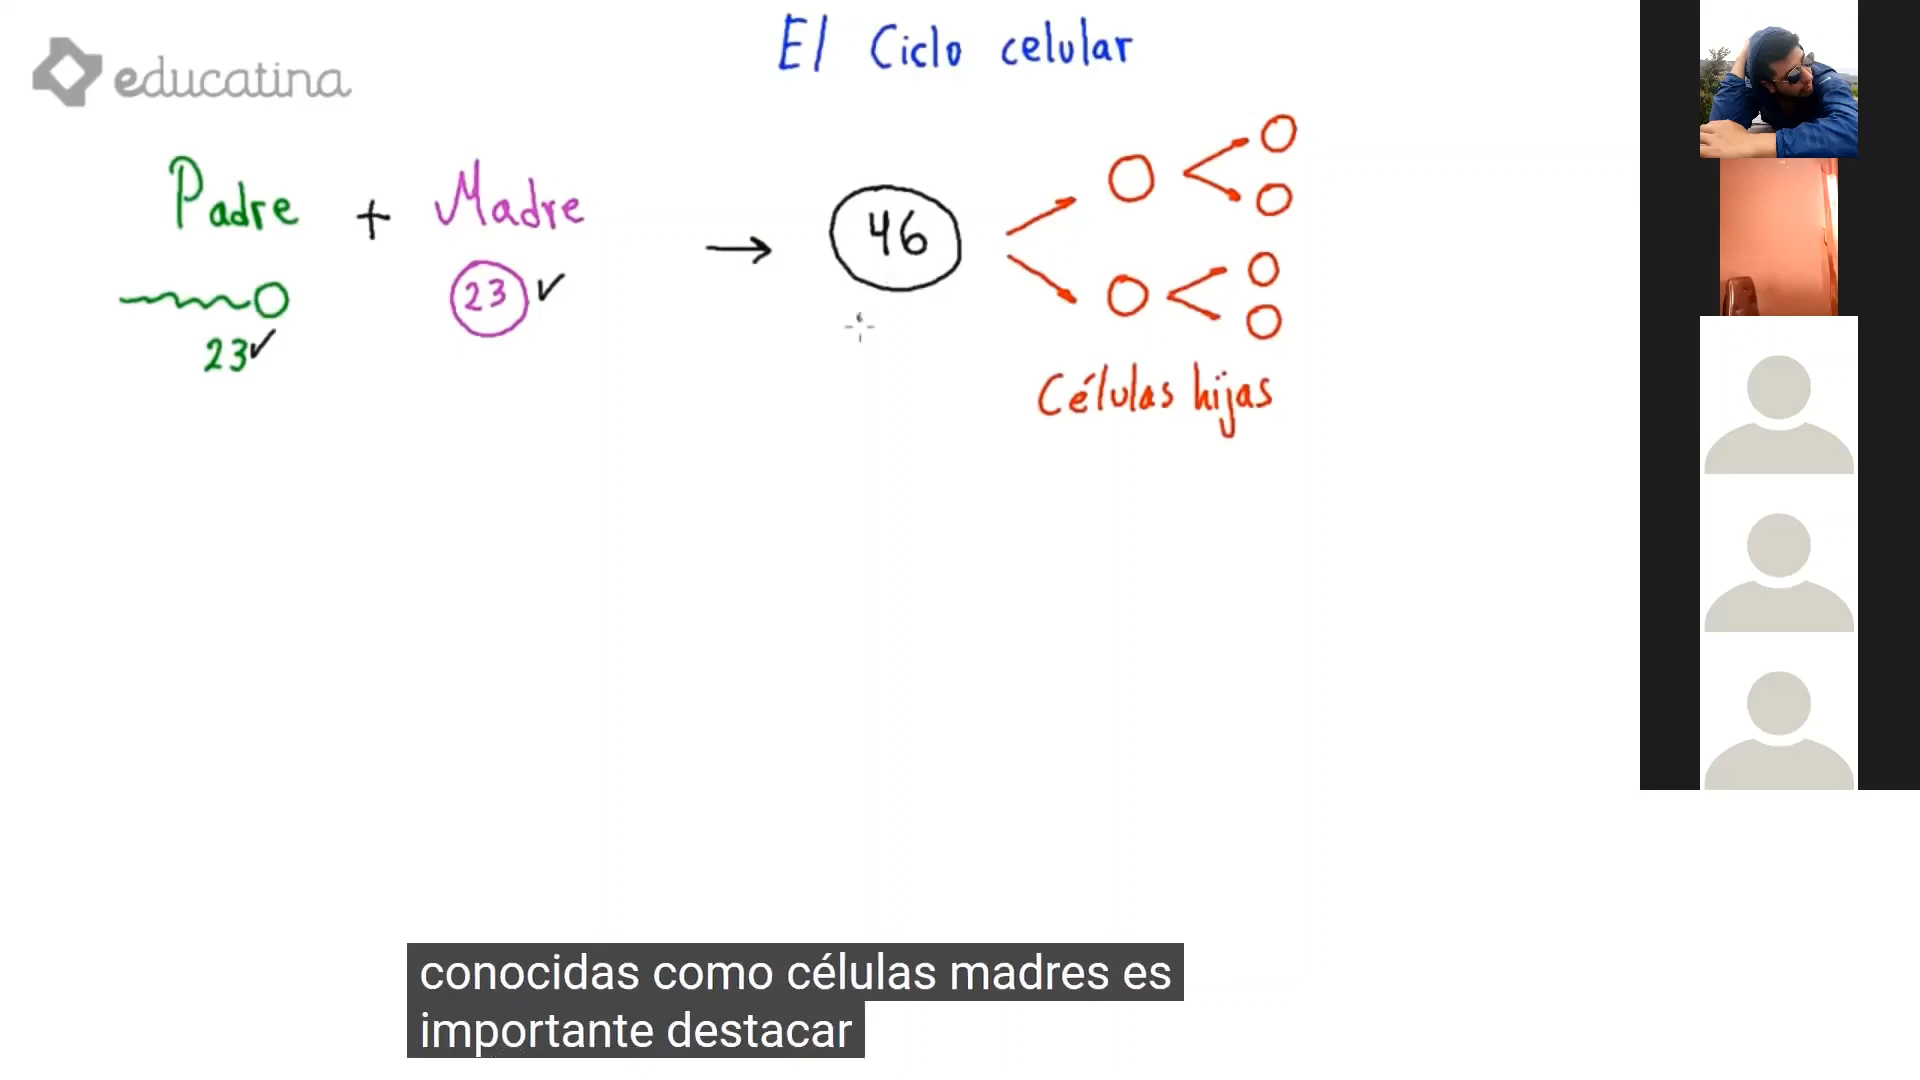 El Ciclo celular
educatina
Padre + Madre → 46
23✓
23✓
Células hijas
conocidas como células madres es
importante destacar